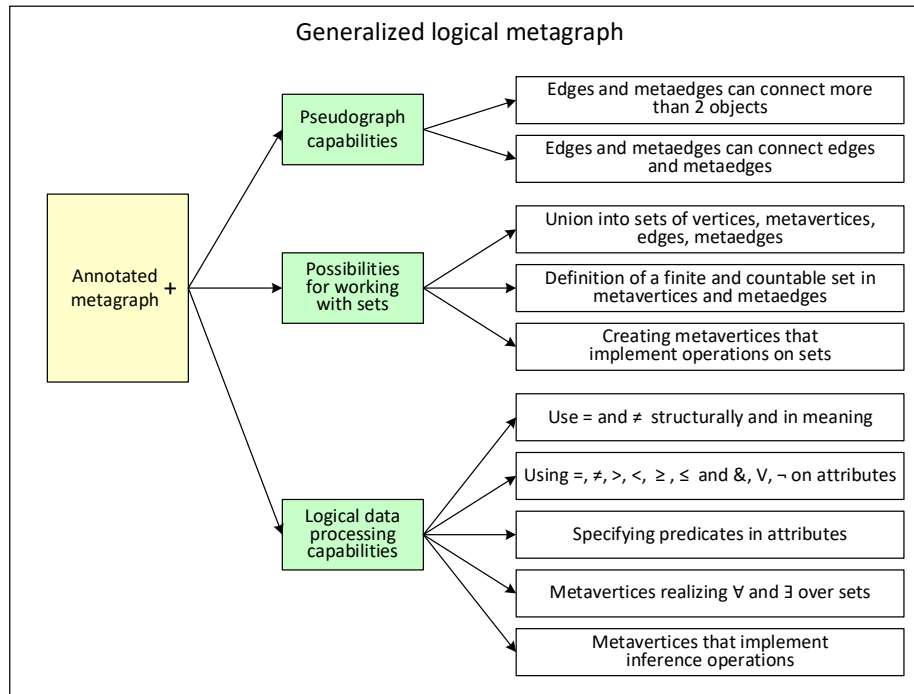 Generalized logical metagraph
Annotated
metagraph +
Pseudograph
capabilities
Edges and metaedges can connect more
than 2 objects
Edges and metaedges can connect edges
and metaedges
Possibilities
for working
with sets
Union into sets of vertices, metavertices,
edges, metaedges
Definition of a finite and countable set in
metavertices and metaedges
Creating metavertices that
implement operations on sets
Logical data
processing
capabilities
Use = and ≠ structurally and in meaning
Using =, ≠, >, <, ≥ , ≤ and &, V, ¬ on attributes
Specifying predicates in attributes
Metavertices realizing ∀ and ∃ over sets
Metavertices that implement
inference operations